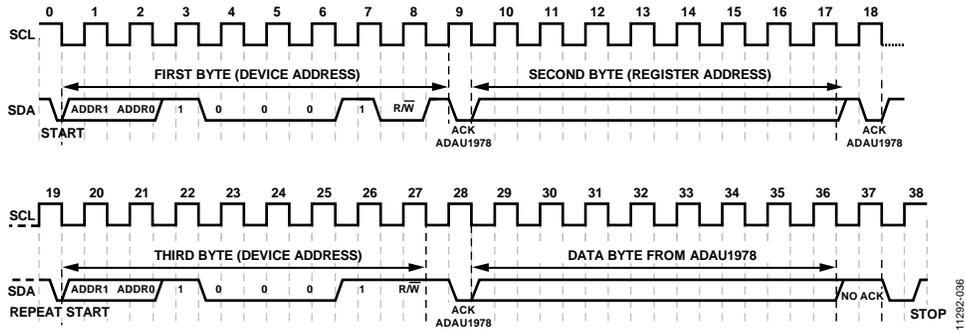 0 1 2 3 4 5 6 7 8 9 10 11 12 13 14 15 16 17 18
SCL
FIRST BYTE (DEVICE ADDRESS) SECOND BYTE (REGISTER ADDRESS)
SDA ADDR1 ADDR0 1 0 0 0 1 R/W̅
START ACK ADAU1978 ACK ADAU1978
19 20 21 22 23 24 25 26 27 28 29 30 31 32 33 34 35 36 37 38
SCL
THIRD BYTE (DEVICE ADDRESS) DATA BYTE FROM ADAU1978
SDA ADDR1 ADDR0 1 0 0 0 1 R/W̅ NO ACK
REPEAT START ACK ADAU1978 STOP
11292-036